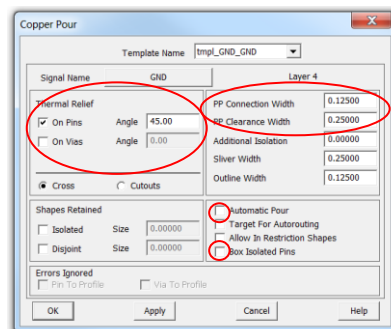 Copper Pour
Template Name tmpl_GND_GND
Signal Name GND Layer 4
Thermal Relief
On Pins Angle 45.00
On Vias Angle 0.00
Cross Cutouts
PP Connection Width 0.12500
PP Clearance Width 0.25000
Additional Isolation 0.00000
Sliver Width 0.25000
Outline Width 0.12500
Shapes Retained
Isolated Size 0.00000
Disjoint Size 0.00000
Automatic Pour
Target For Autorouting
Allow In Restriction Shapes
Box Isolated Pins
Errors Ignored
Pin To Profile Via To Profile
OK Apply Cancel Help